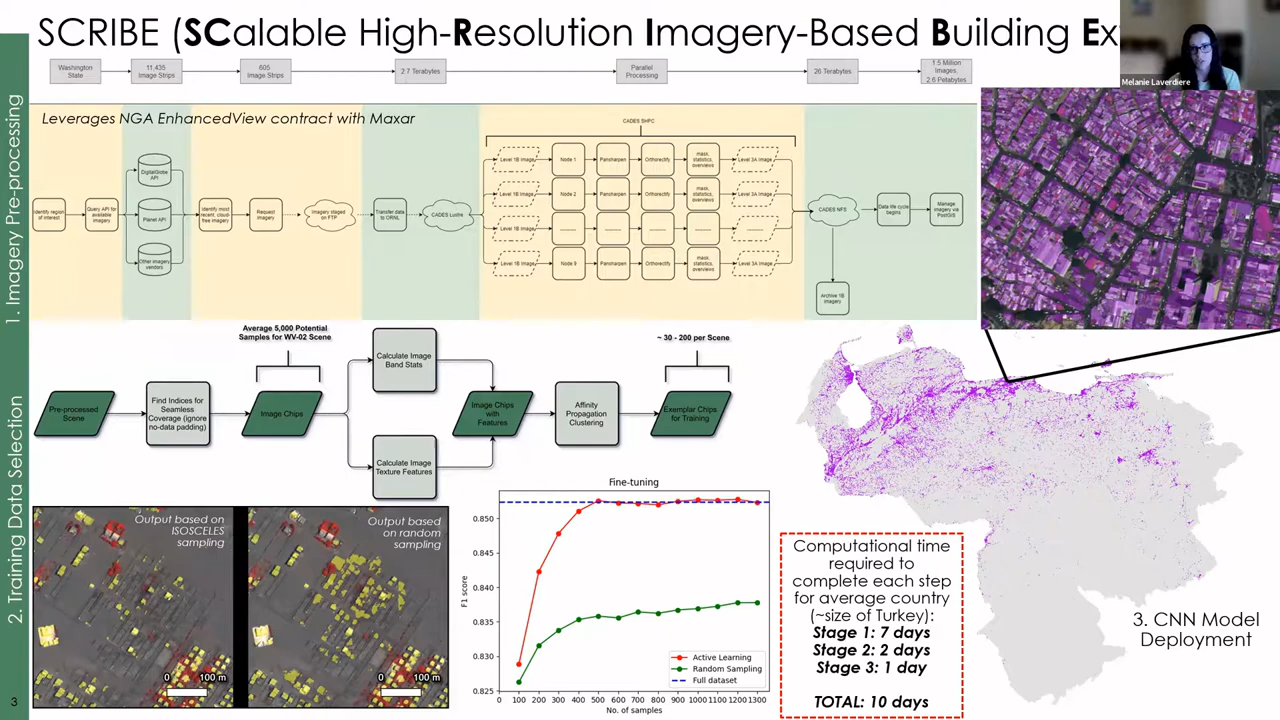 SCRIBE (SCalable High-Resolution Imagery-Based Building Ex
Melanie Laverdiere
Washington
State
11,435
Image Strips
605
Image Strips
2.7 Terabytes
Parallel
Processing
26 Terabytes
1.5 Million
Images,
2.6 Petabytes
1. Imagery Pre-processing
Leverages NGA EnhancedView contract with Maxar
CADES SHPC
Identify region
of interest
Query API for
available
imagery
DigitalGlobe
API
Planet API
Other imagery
vendors
Identify most
recent, cloud-
free imagery
Request
imagery
Imagery staged
on FTP
Transfer data
to ORNL
CADES Lustre
Level 1B Image
Node 1
Pansharpen
Orthorectify
mask,
statistics,
overviews
Level 3A Image
Level 1B Image
Node 2
Pansharpen
Orthorectify
mask,
statistics,
overviews
Level 3A Image
Level 1B Image
Node 9
Pansharpen
Orthorectify
mask,
statistics,
overviews
Level 3A Image
CADES NFS
Data life cycle
begins
Manage
imagery via
PostGIS
Archive 1B
imagery
2. Training Data Selection
Average 5,000 Potential
Samples for WV-02 Scene
~ 30 - 200 per Scene
Pre-processed
Scene
Find Indices for
Seamless
Coverage (ignore
no-data padding)
Image Chips
Calculate Image
Band Stats
Calculate Image
Texture Features
Image Chips
with
Features
Affinity
Propagation
Clustering
Exemplar Chips
for Training
Output based on
ISOSCELES
sampling
0 100 m
Output based
on random
sampling
0 100 m
Fine-tuning
F1 score
0.850
0.845
0.840
0.835
0.830
0.825
Active Learning
Random Sampling
Full dataset
0 100 200 300 400 500 600 700 800 900 1000 1100 1200 1300
No. of samples
Computational time
required to
complete each step
for average country
(~size of Turkey):
Stage 1: 7 days
Stage 2: 2 days
Stage 3: 1 day
TOTAL: 10 days
3. CNN Model
Deployment
3